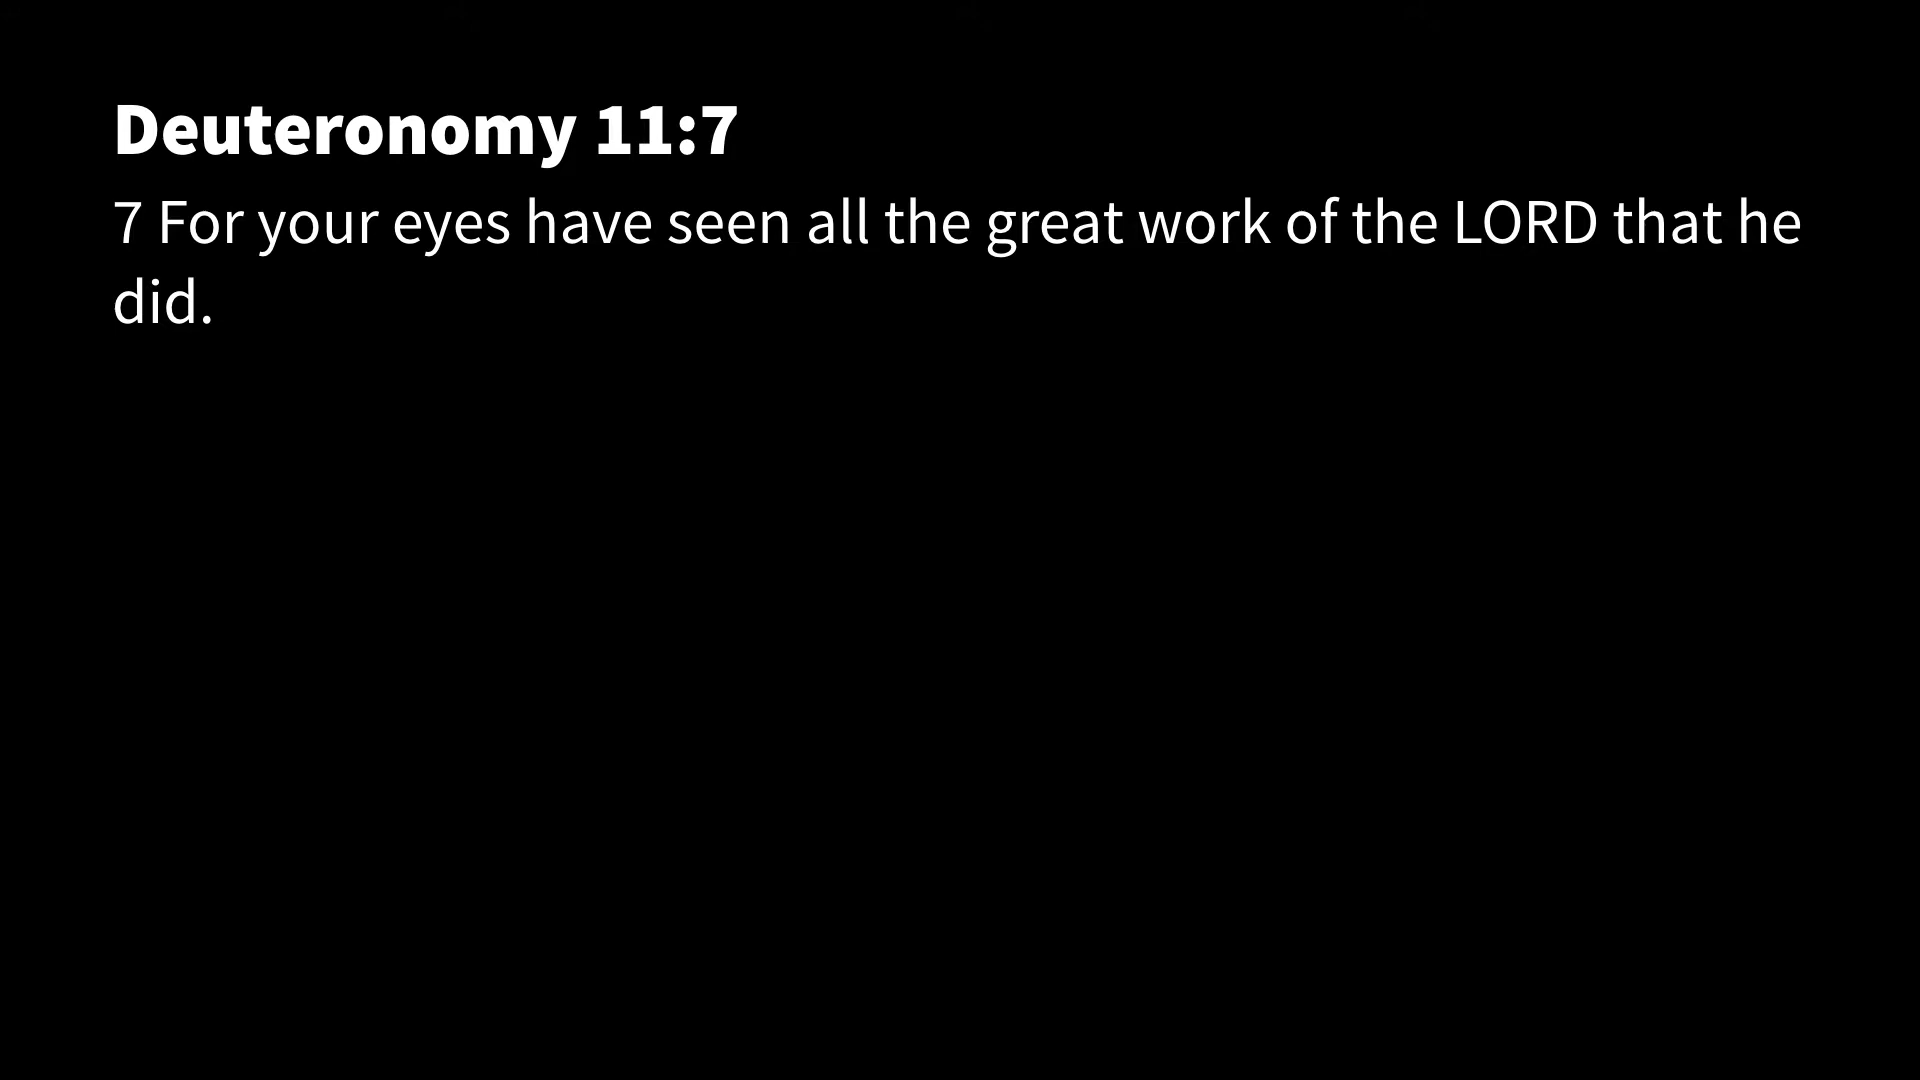 Deuteronomy 11:7
7 For your eyes have seen all the great work of the LORD that he
did.